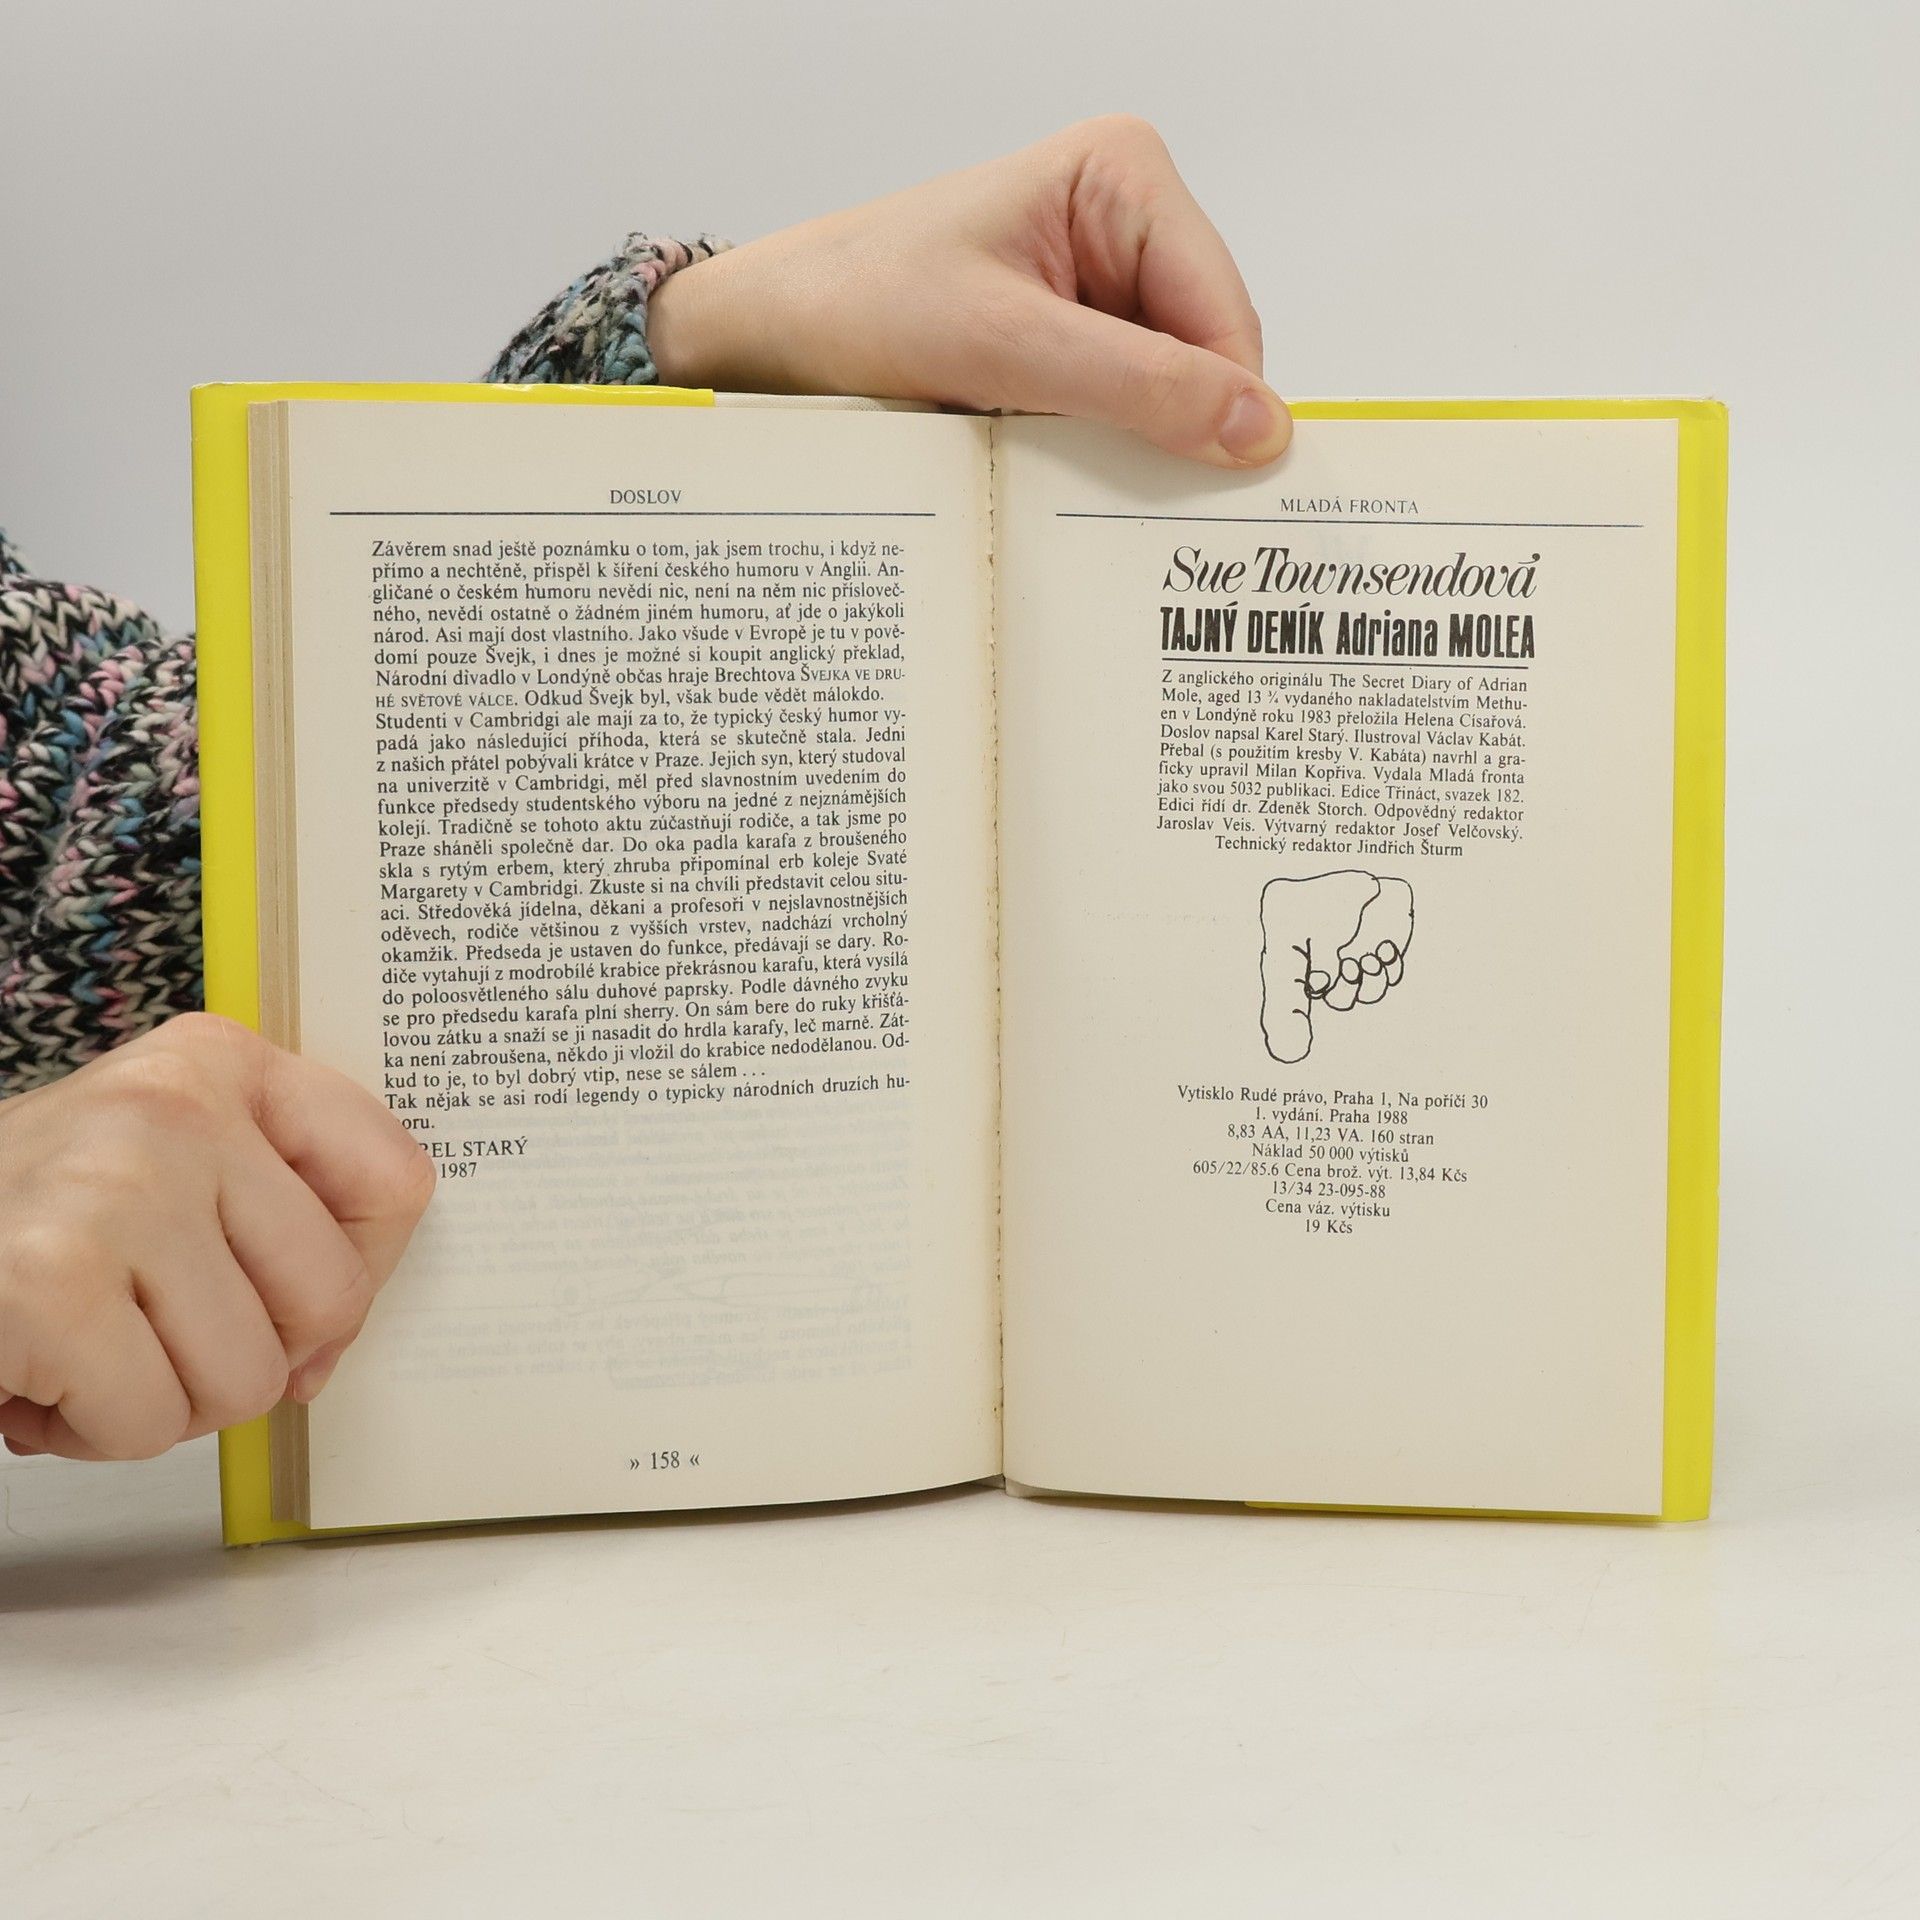 DOSLOV
Závěrem snad ještě poznámku o tom, jak jsem trochu, i když ne-
přímo a nechtěně, přispěl k šíření českého humoru v Anglii. An-
gličané o českém humoru nevědí nic, není na něm nic přísloveč-
ného, nevědí ostatně o žádném jiném humoru, ať jde o jakýkoli
národ. Asi mají dost vlastního. Jako všude v Evropě je tu v pově-
domí pouze Švejk, i dnes je možné si koupit anglický překlad,
Národní divadlo v Londýně občas hraje Brechtova ŠVEJKA VE DRU-
HÉ SVĚTOVÉ VÁLCE. Odkud Švejk byl, však bude vědět málokdo.
Studenti v Cambridgi ale mají za to, že typický český humor vy-
padá jako následující příhoda, která se skutečně stala. Jedni
z našich přátel pobývali krátce v Praze. Jejich syn, který studoval
na univerzitě v Cambridgi, měl před slavnostním uvedením do
funkce předsedy studentského výboru na jedné z nejznámějších
kolejí. Tradičně se tohoto aktu zúčastňují rodiče, a tak jsme po
Praze sháněli společně dar. Do oka padla karafa z broušeného
skla s rytým erbem, který zhruba připomínal erb koleje Svaté
Margarety v Cambridgi. Zkuste si na chvíli představit celou situ-
aci. Středověká jídelna, děkani a profesoři v nejslavnostnějších
oděvech, rodiče většinou z vyšších vrstev, nadchází vrcholný
okamžik. Předseda je ustaven do funkce, předávají se dary. Ro-
diče vytahují z modrobílé krabice překrásnou karafu, která vysílá
do poloosvětleného sálu duhové paprsky. Podle dávného zvyku
se pro předsedu karafa plní sherry. On sám bere do ruky křišťá-
lovou zátku a snaží se ji nasadit do hrdla karafy, leč marně. Zát-
ka není zabroušena, někdo ji vložil do krabice nedodělanou. Od-
kud to je, to byl dobrý vtip, nese se sálem . . .
Tak nějak se asi rodí legendy o typicky národních druzích hu-
oru.
REL STARÝ
1987
» 158 «
MLADÁ FRONTA
Sue Townsendová
TAJNÝ DENÍK Adriana MOLEA
Z anglického originálu The Secret Diary of Adrian
Mole, aged 13 ¾ vydaného nakladatelstvím Methu-
en v Londýně roku 1983 přeložila Helena Císařová.
Doslov napsal Karel Starý. Ilustroval Václav Kabát.
Přebal (s použitím kresby V. Kabáta) navrhl a gra-
ficky upravil Milan Kopřiva. Vydala Mladá fronta
jako svou 5032 publikaci. Edice Třináct, svazek 182.
Edici řídí dr. Zdeněk Storch. Odpovědný redaktor
Jaroslav Veis. Výtvarný redaktor Josef Velčovský.
Technický redaktor Jindřich Šturm
Vytisklo Rudé právo, Praha 1, Na poříčí 30
1. vydání. Praha 1988
8,83 AA, 11,23 VA. 160 stran
Náklad 50 000 výtisků
605/22/85.6 Cena brož. výt. 13,84 Kčs
13/34 23-095-88
Cena váz. výtisku
19 Kčs